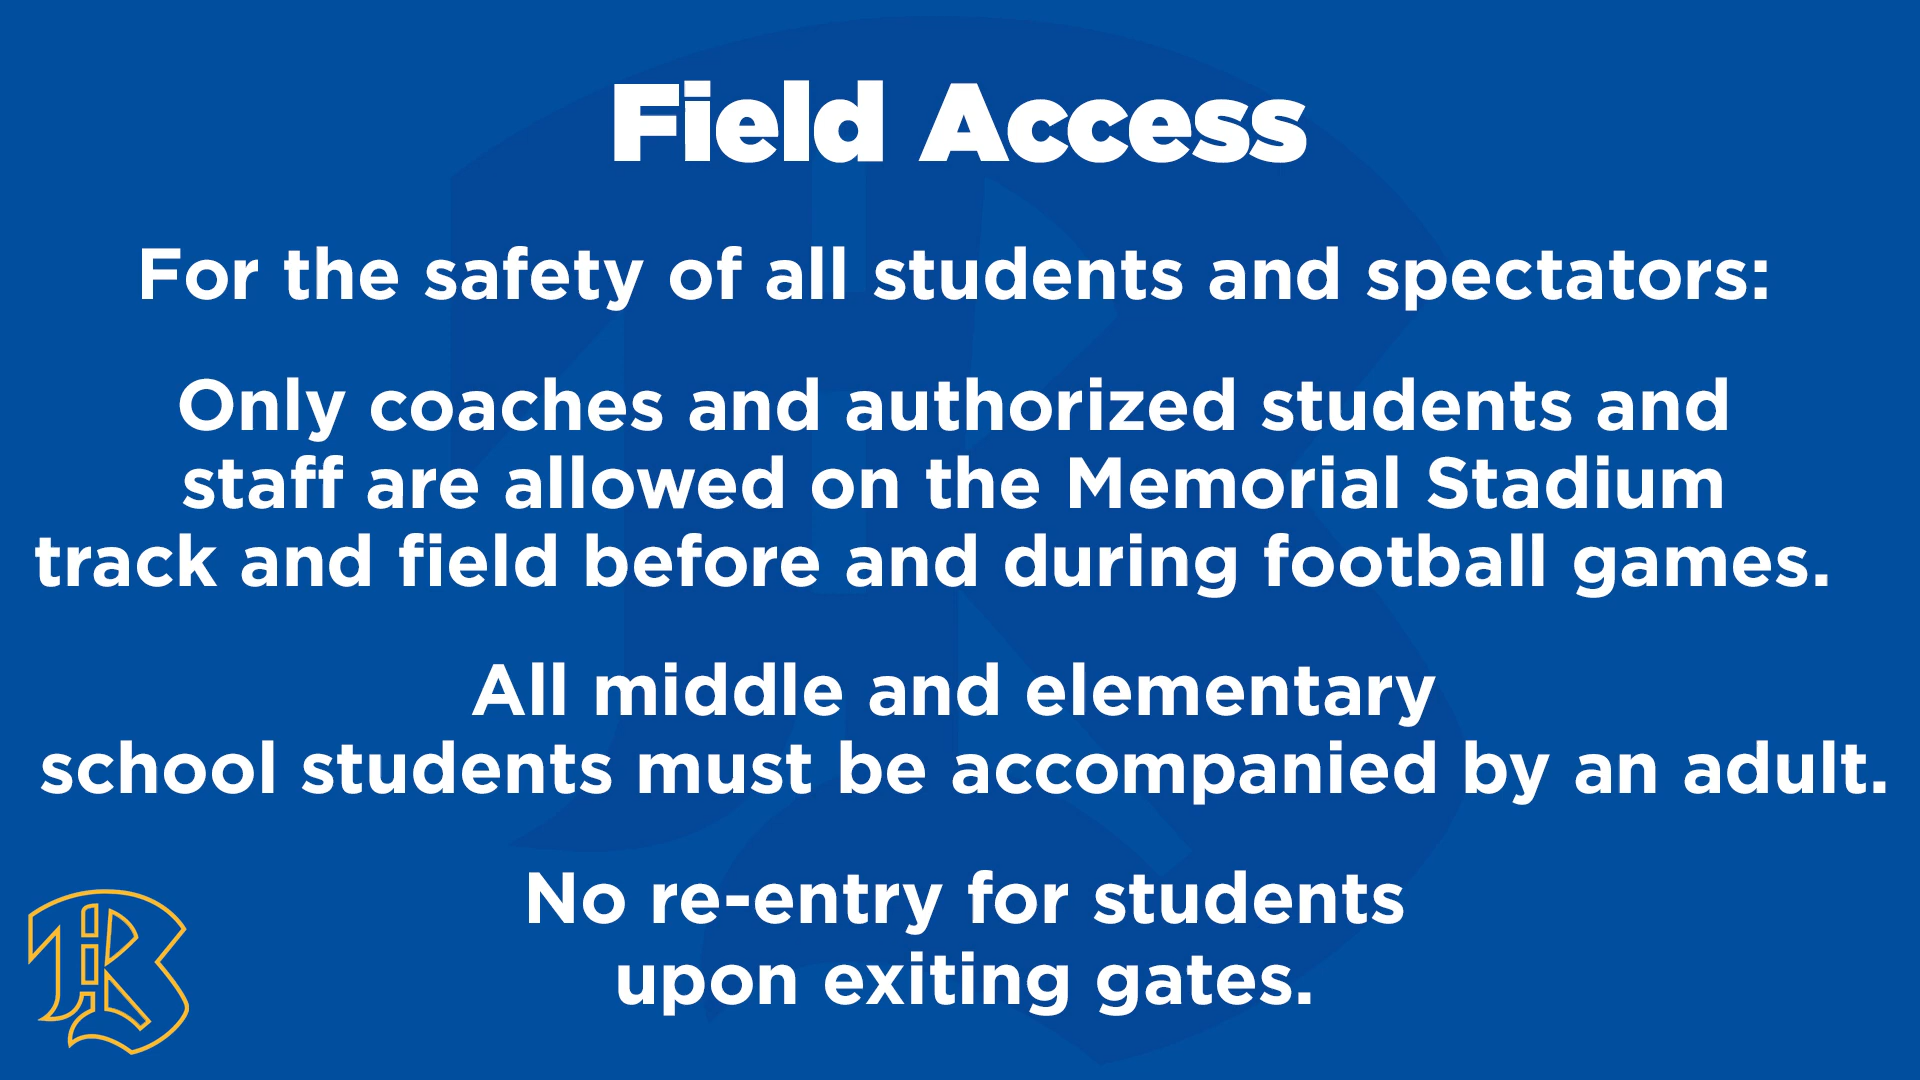 Field Access
For the safety of all students and spectators:
Only coaches and authorized students and
staff are allowed on the Memorial Stadium
track and field before and during football games.
All middle and elementary
school students must be accompanied by an adult.
No re-entry for students
upon exiting gates.
B